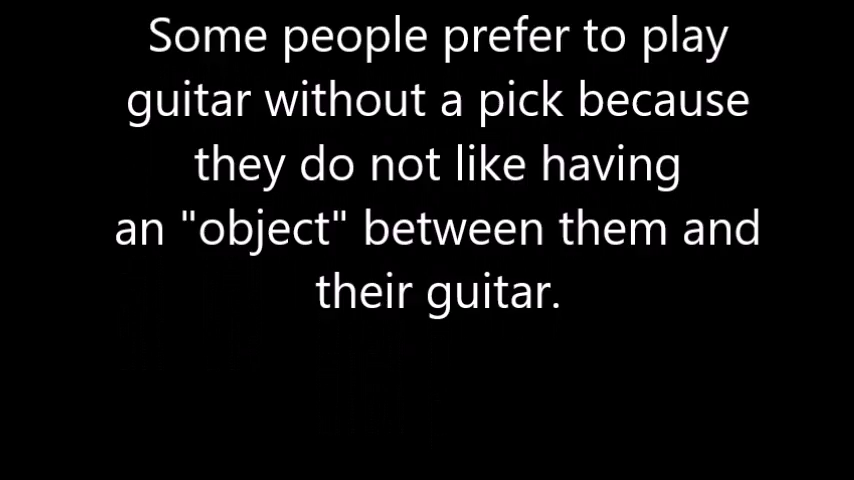 Some people prefer to play
guitar without a pick because
they do not like having
an "object" between them and
their guitar.